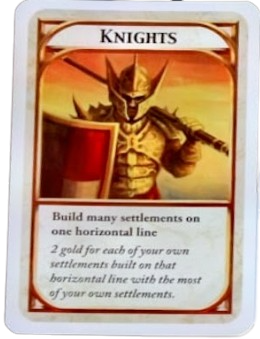 KNIGHTS
Build many settlements on
one horizontal line
2 gold for each of your own
settlements built on that
horizontal line with the most
of your own settlements.